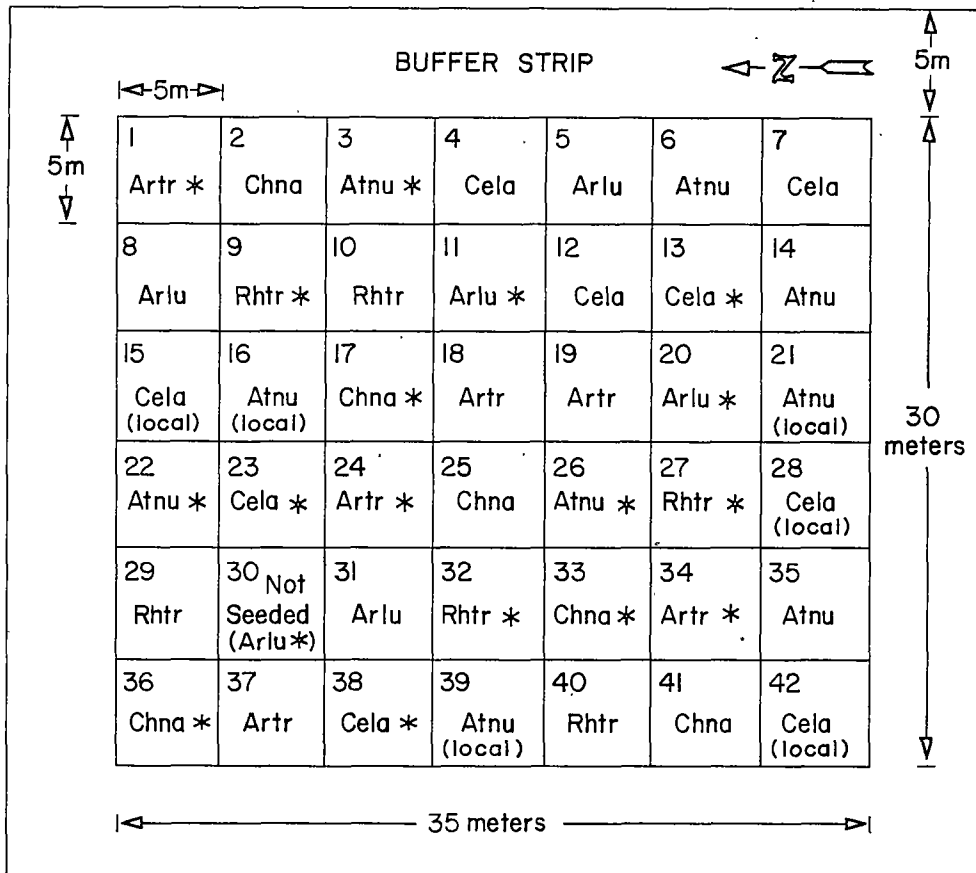 BUFFER STRIP
N
5m
5m
5m
1 2 3 4 5 6 7
Artr * Chna Atnu * Cela Arlu Atnu Cela
8 9 10 11 12 13 14
Arlu Rhtr * Rhtr Arlu * Cela Cela * Atnu
15 16 17 18 19 20 21
Cela (local) Atnu (local) Chna * Artr Artr Arlu * Atnu (local)
30 meters
22 23 24 25 26 27 28
Atnu * Cela * Artr * Chna Atnu * Rhtr * Cela (local)
29 30 31 32 33 34 35
Rhtr Not Seeded (Arlu*) Arlu Rhtr * Chna * Artr * Atnu
36 37 38 39 40 41 42
Chna * Artr Cela * Atnu (local) Rhtr Chna Cela (local)
35 meters